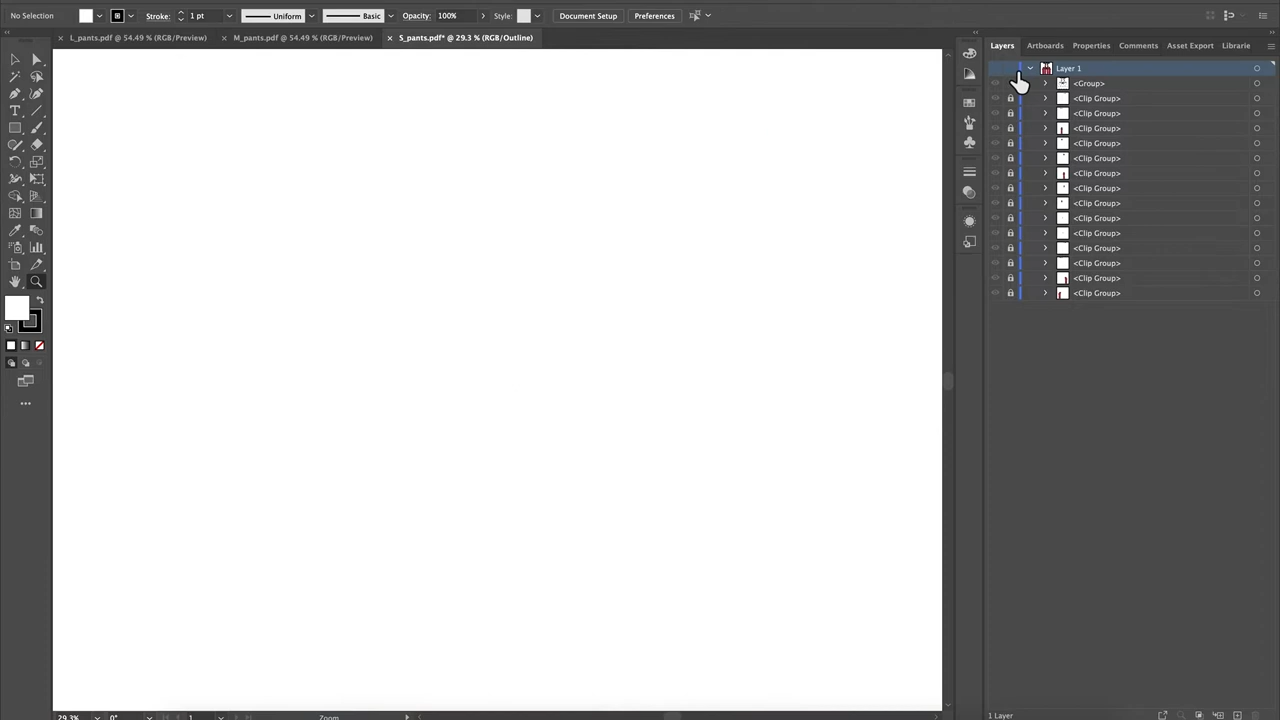 No Selection Stroke: 1 pt Uniform Basic Opacity: 100% Style: Document Setup Preferences
L_pants.pdf @ 54.49 % (RGB/Preview) M_pants.pdf @ 54.49 % (RGB/Preview) S_pants.pdf* @ 29.3 % (RGB/Outline)
Layers Artboards Properties Comments Asset Export Librarie
Layer 1
<Group>
<Clip Group>
<Clip Group>
<Clip Group>
<Clip Group>
<Clip Group>
<Clip Group>
<Clip Group>
<Clip Group>
<Clip Group>
<Clip Group>
<Clip Group>
<Clip Group>
<Clip Group>
<Clip Group>
29.3% 0° 1 Zoom 1 Layer